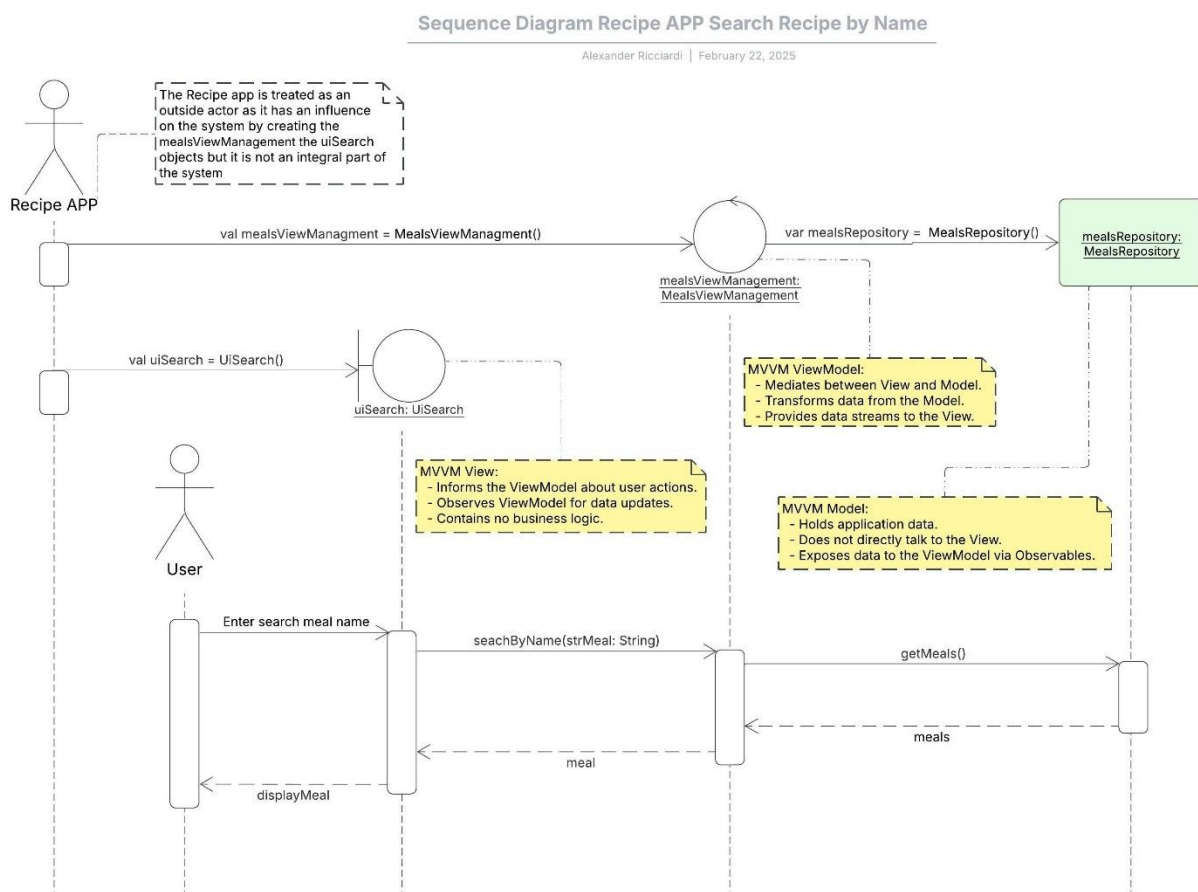 Sequence Diagram Recipe APP Search Recipe by Name
Alexander Ricciardi | February 22, 2025
The Recipe app is treated as an
outside actor as it has an influence
on the system by creating the
mealsViewManagement the uiSearch
objects but it is not an integral part of
the system
Recipe APP
val mealsViewManagment = MealsViewManagment()
var mealsRepository = MealsRepository()
mealsRepository:
MealsRepository
mealsViewManagement:
MealsViewManagement
val uiSearch = UiSearch()
uiSearch: UiSearch
MVVM ViewModel:
- Mediates between View and Model.
- Transforms data from the Model.
- Provides data streams to the View.
MVVM View:
- Informs the ViewModel about user actions.
- Observes ViewModel for data updates.
- Contains no business logic.
MVVM Model:
- Holds application data.
- Does not directly talk to the View.
- Exposes data to the ViewModel via Observables.
User
Enter search meal name
seachByName(strMeal: String)
getMeals()
meals
meal
displayMeal